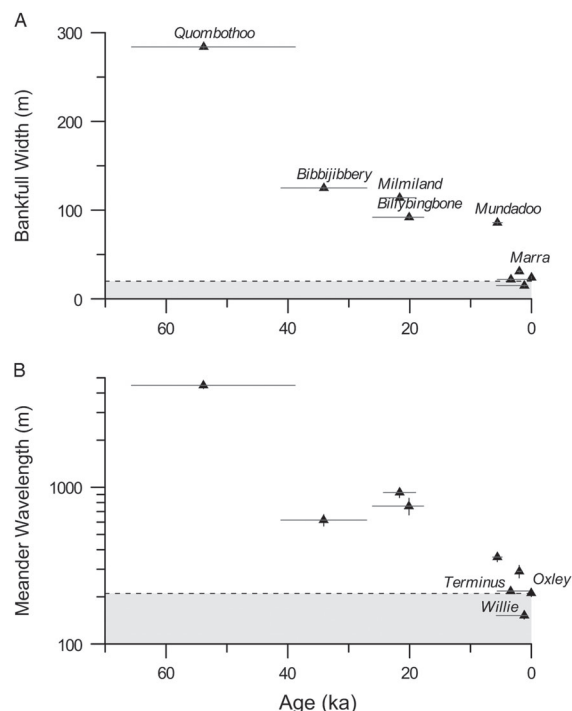 A
300
200
100
0
Bankfull Width (m)
Quombothoo
Bibbijibbery
Milmiland
Billybingbone
Mundadoo
Marra
60
40
20
0
B
1000
100
Meander Wavelength (m)
Terminus
Oxley
Willie
60
40
20
0
Age (ka)